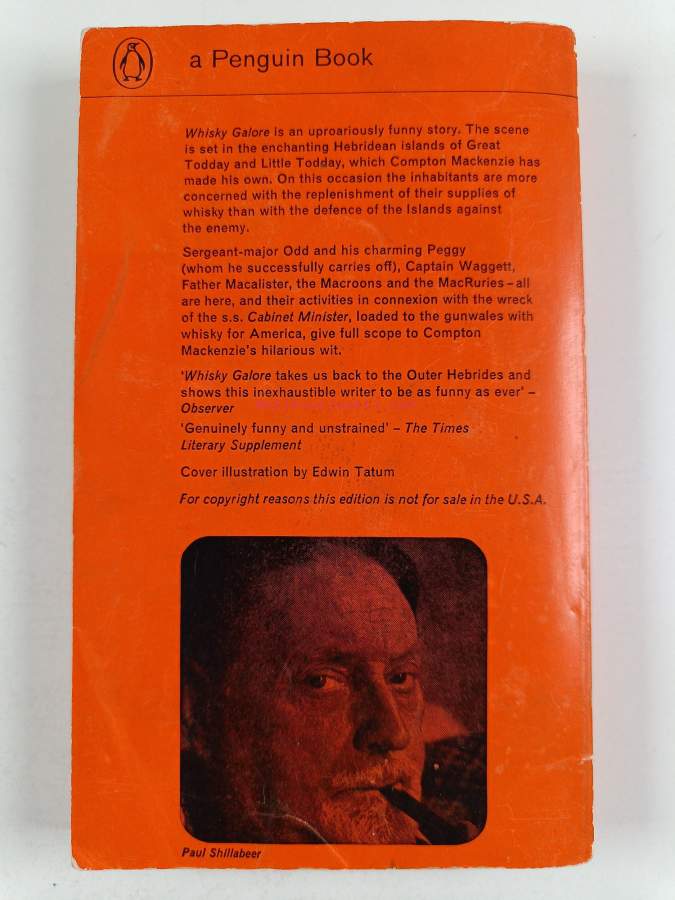 a Penguin Book
Whisky Galore is an uproariously funny story. The scene
is set in the enchanting Hebridean islands of Great
Todday and Little Todday, which Compton Mackenzie has
made his own. On this occasion the inhabitants are more
concerned with the replenishment of their supplies of
whisky than with the defence of the Islands against
the enemy.
Sergeant-major Odd and his charming Peggy
(whom he successfully carries off), Captain Waggett,
Father Macalister, the Macroons and the MacRuries – all
are here, and their activities in connexion with the wreck
of the s.s. Cabinet Minister, loaded to the gunwales with
whisky for America, give full scope to Compton
Mackenzie's hilarious wit.
'Whisky Galore takes us back to the Outer Hebrides and
shows this inexhaustible writer to be as funny as ever' –
Observer
'Genuinely funny and unstrained' – The Times
Literary Supplement
Cover illustration by Edwin Tatum
For copyright reasons this edition is not for sale in the U.S.A.
Paul Shillabeer